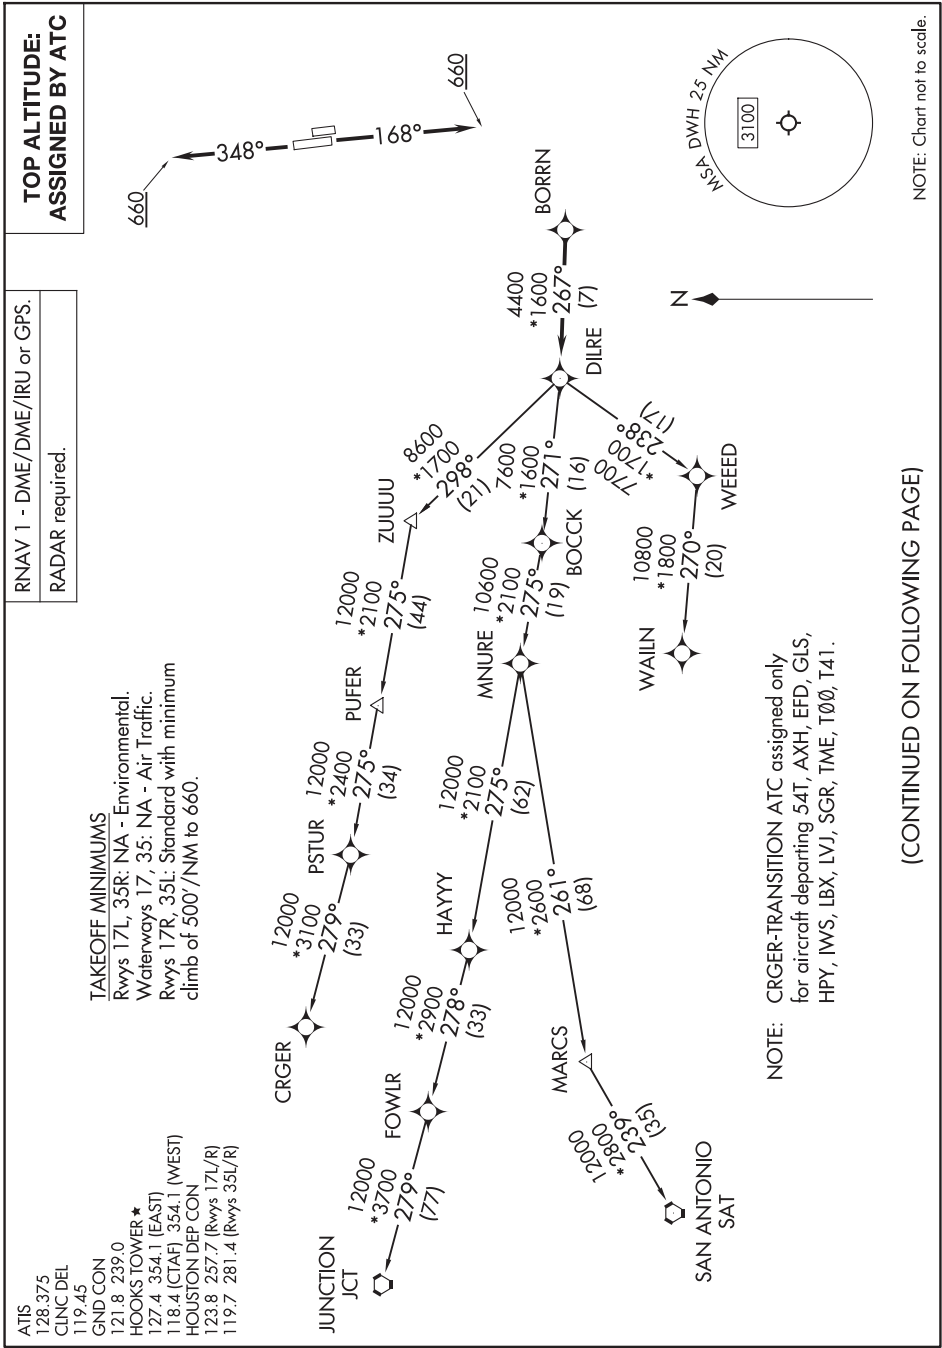 ATIS
128.375
CLNC DEL
119.45
GND CON
121.8 239.0
HOOKS TOWER★
127.4 354.1 (EAST)
118.4 (CTAF) 354.1 (WEST)
HOUSTON DEP CON
123.8 257.7 (Rwys 17L/R)
119.7 281.4 (Rwys 35L/R)
TAKEOFF MINIMUMS
Rwys 17L, 35R: NA - Environmental.
Waterways 17, 35: NA - Air Traffic.
Rwys 17R, 35L: Standard with minimum
climb of 500'/NM to 660.
RNAV 1 - DME/DME/IRU or GPS.
RADAR required.
TOP ALTITUDE:
ASSIGNED BY ATC
660
348°
168°
660
CRGER
12000
*3100
279°
(33)
PSTUR
12000
*2400
275°
(34)
PUFER
12000
*2100
275°
(44)
ZUUUU
8600
*1700
298°
(21)
JUNCTION
JCT
12000
*3700
279°
(77)
FOWLR
12000
*2900
278°
(33)
HAYYY
12000
*2100
275°
(62)
MNURE
10600
*2100
275°
(19)
BOCCK
7600
*1600
271°
(16)
DILRE
4400
*1600
267°
(7)
BORRN
SAN ANTONIO
SAT
12000
*2800
239°
(35)
MARCS
12000
*2600
261°
(68)
WAILN
10800
*1800
270°
(20)
WEEED
7700
*1700
238°
(17)
N
MSA DWH 25 NM
3100
NOTE: CRGER-TRANSITION ATC assigned only
for aircraft departing 54T, AXH, EFD, GLS,
HPY, IWS, LBX, LVJ, SGR, TME, TØØ, T41.
(CONTINUED ON FOLLOWING PAGE)
NOTE: Chart not to scale.